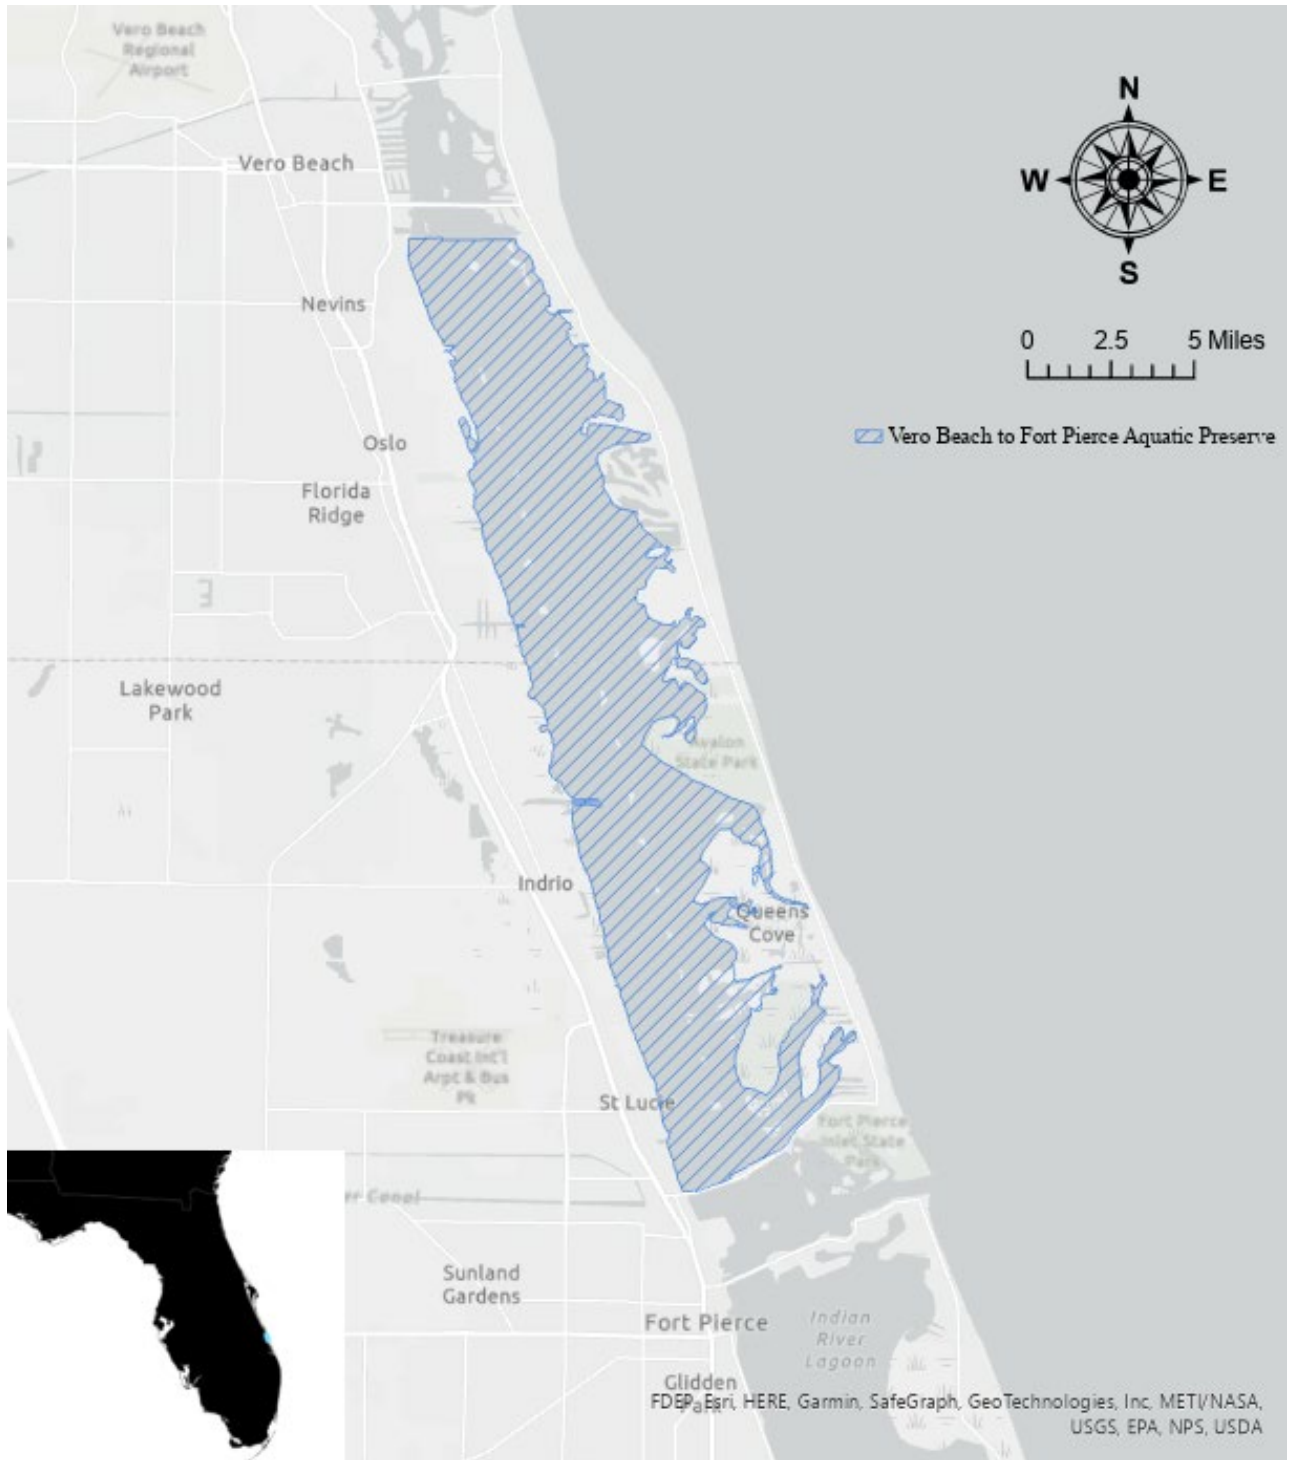 Vero Beach
Regional
Airport
N
W
E
S
Vero Beach
0 2.5 5 Miles
Nevins
Vero Beach to Fort Pierce Aquatic Preserve
Oslo
Florida
Ridge
Lakewood
Park
Avalon
State Park
Indrio
Queens
Cove
Treasure
Coast Int'l
Arpt & Bus
Pk
St Lucie
Fort Pierce
Inlet State
Park
er Canal
Sunland
Gardens
Fort Pierce
Indian
River
Lagoon
Glidden
Park
FDEP, Esri, HERE, Garmin, SafeGraph, GeoTechnologies, Inc, METI/NASA,
USGS, EPA, NPS, USDA